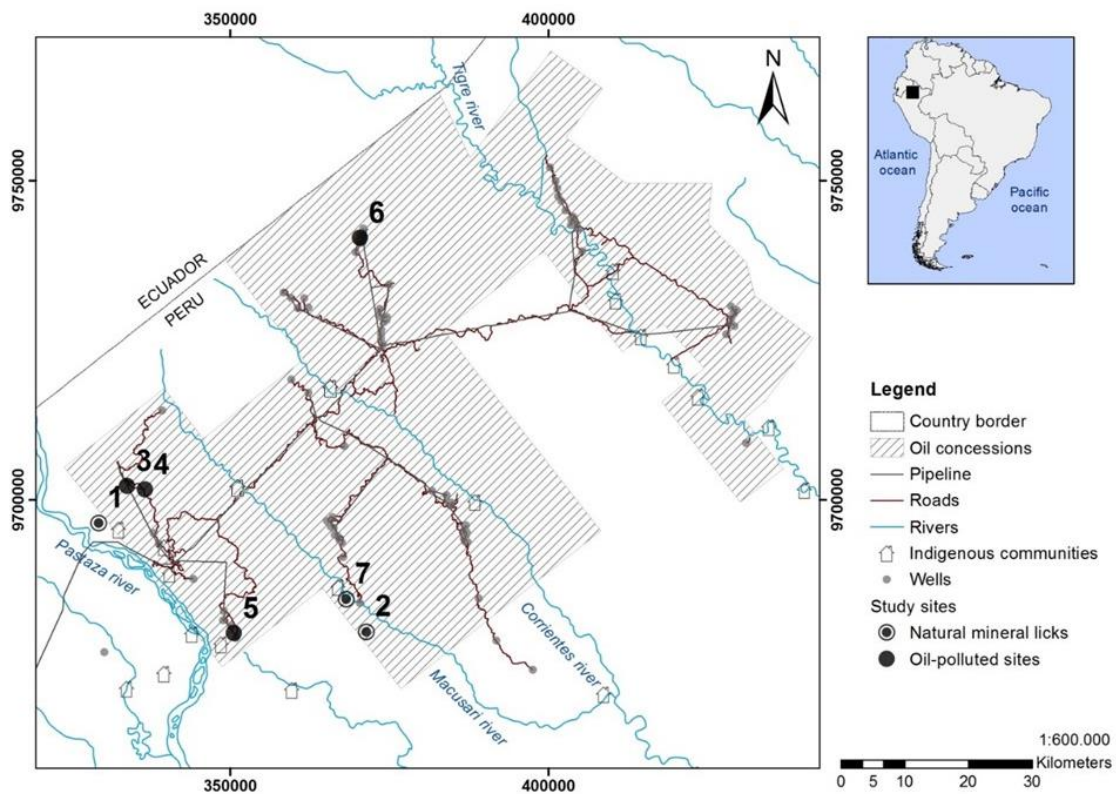 350000
400000
N
Tigre river
9750000
9750000
6
ECUADOR
PERU
Atlantic
ocean
Pacific
ocean
3
4
1
9700000
9700000
Pastaza river
7
2
5
Corrientes river
Macusari river
350000
400000
Legend
Country border
Oil concessions
Pipeline
Roads
Rivers
Indigenous communities
Wells
Study sites
Natural mineral licks
Oil-polluted sites
1:600.000
Kilometers
0 5 10 20 30